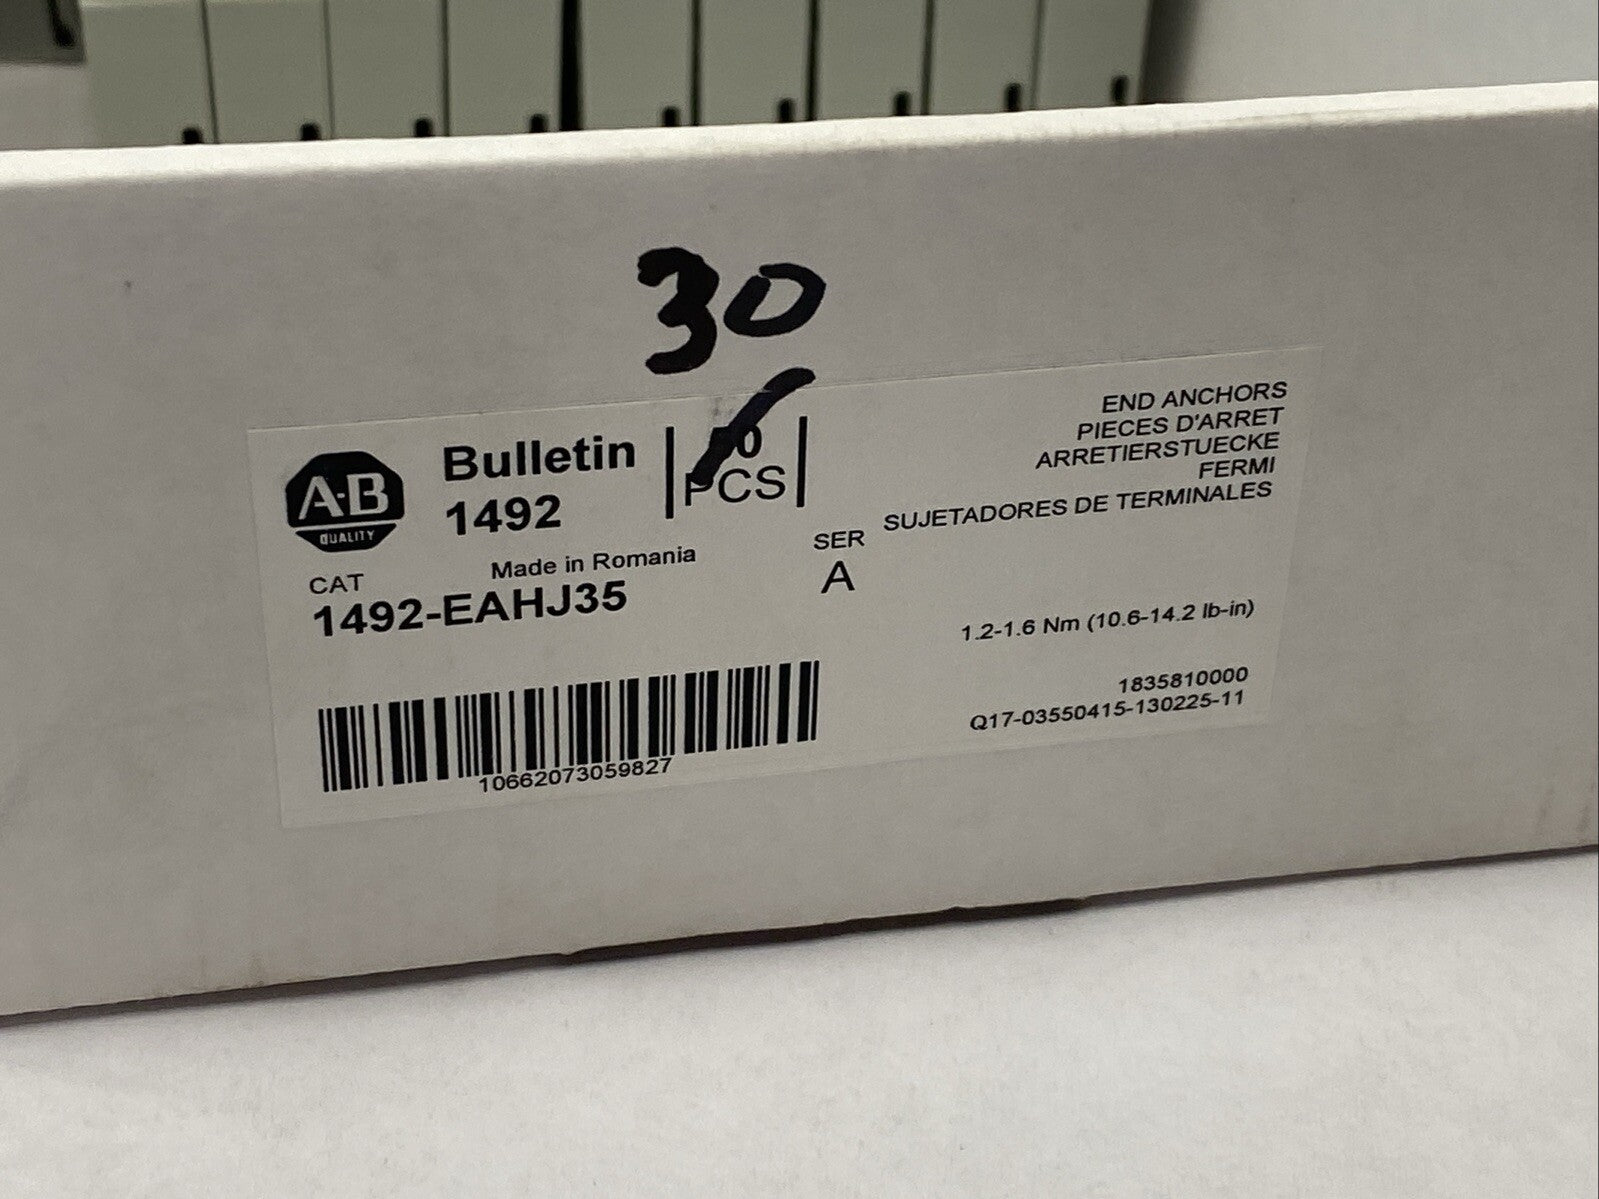 30
A-B
QUALITY
Bulletin
1492
PCS
Made in Romania
CAT
1492-EAHJ35
SER
A
END ANCHORS
PIECES D'ARRET
ARRETIERSTUECKE
FERMI
SUJETADORES DE TERMINALES
1.2-1.6 Nm (10.6-14.2 lb-in)
1835810000
Q17-03550415-130225-11
10662073059827